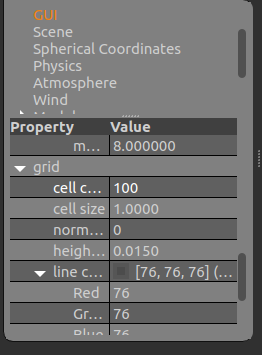 GUI
Scene
Spherical Coordinates
Physics
Atmosphere
Wind
Property Value
m... 8.000000
grid
cell c... 100
cell size 1.0000
norm... 0
heigh... 0.0150
line c... [76, 76, 76] (...
Red 76
Gr... 76
Blue 76